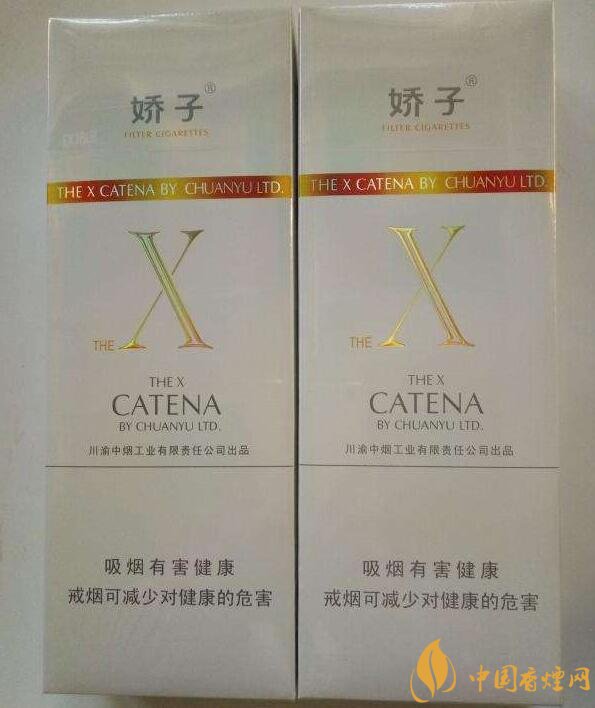 娇子®
FILTER CIGARETTES
THE X CATENA BY CHUANYU LTD.
THE X
THE X
CATENA
BY CHUANYU LTD.
川渝中烟工业有限责任公司出品
吸烟有害健康
戒烟可减少对健康的危害
娇子®
FILTER CIGARETTES
THE X CATENA BY CHUANYU LTD.
THE X
THE X
CATENA
BY CHUANYU LTD.
川渝中烟工业有限责任公司出品
吸烟有害健康
戒烟可减少对健康的危害
中国香煙网